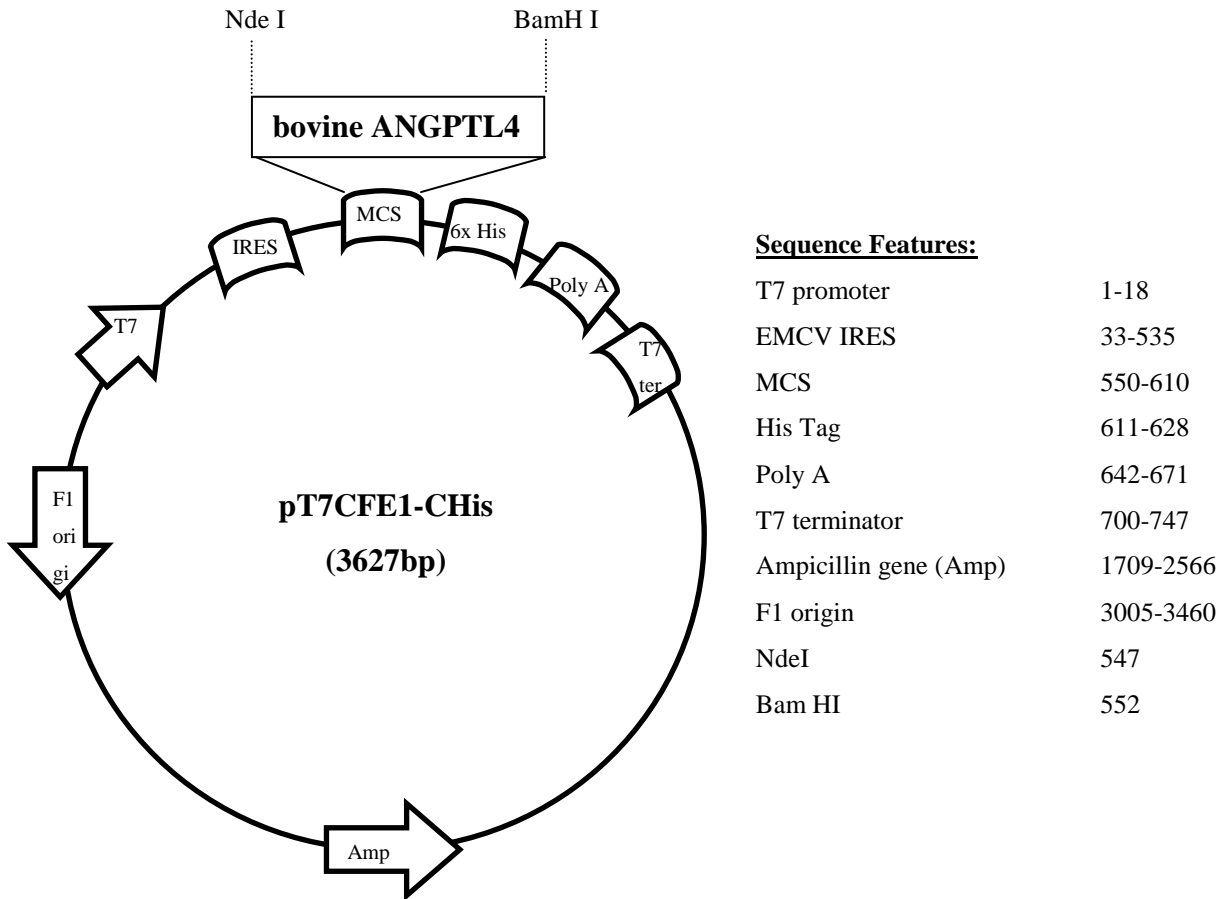 Nde I
BamH I
bovine ANGPTL4
MCS
6x His
IRES
Poly A
T7
T7
ter
F1
ori
gi
pT7CFE1-CHis
(3627bp)
Amp
Sequence Features:
T7 promoter 1-18
EMCV IRES 33-535
MCS 550-610
His Tag 611-628
Poly A 642-671
T7 terminator 700-747
Ampicillin gene (Amp) 1709-2566
F1 origin 3005-3460
NdeI 547
Bam HI 552